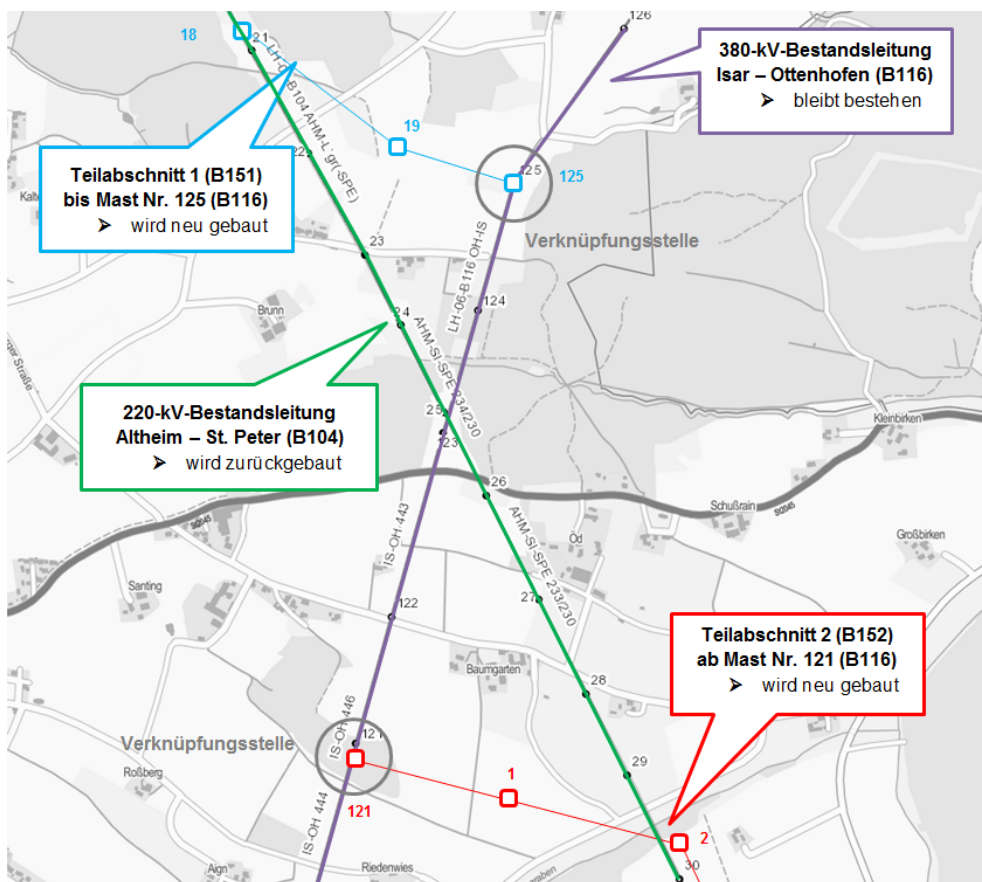 126
18
21
380-kV-Bestandsleitung
Isar – Ottenhofen (B116)
➤ bleibt bestehen
19
22
125
125
Teilabschnitt 1 (B151)
bis Mast Nr. 125 (B116)
➤ wird neu gebaut
Verknüpfungsstelle
23
LH-06-B116 OH-IS
124
Brunn
24
AHM-SI-SPE 234/230
220-kV-Bestandsleitung
Altheim – St. Peter (B104)
➤ wird zurückgebaut
25
123
Kleinbirken
26
St2045
Schußrain
St2045
IS-OH 443
AHM-SI-SPE 233/230
Öd
Großbirken
Santing
27
122
Teilabschnitt 2 (B152)
ab Mast Nr. 121 (B116)
➤ wird neu gebaut
Baumgarten
28
IS-OH 446
Verknüpfungsstelle
121
Roßberg
29
1
121
IS-OH 444
2
30
Riedenwies
Aign